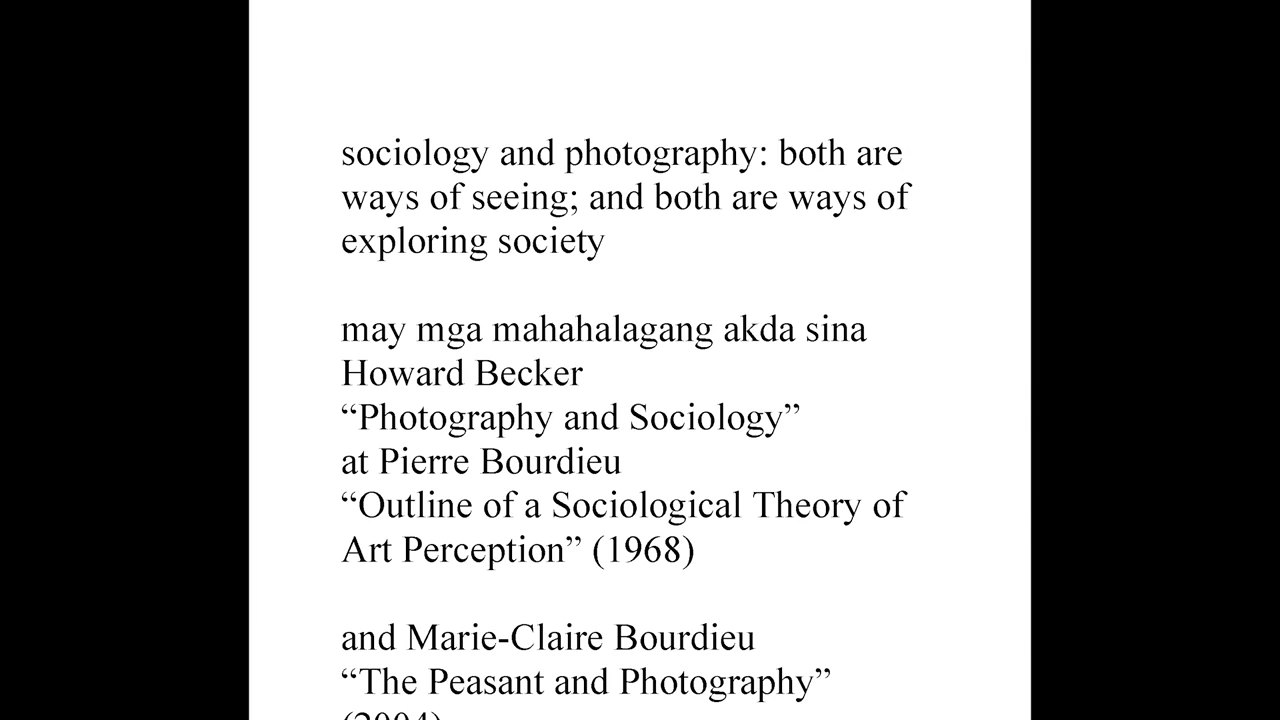 sociology and photography: both are
ways of seeing; and both are ways of
exploring society
may mga mahahalagang akda sina
Howard Becker
“Photography and Sociology”
at Pierre Bourdieu
“Outline of a Sociological Theory of
Art Perception” (1968)
and Marie-Claire Bourdieu
“The Peasant and Photography”
(2004)